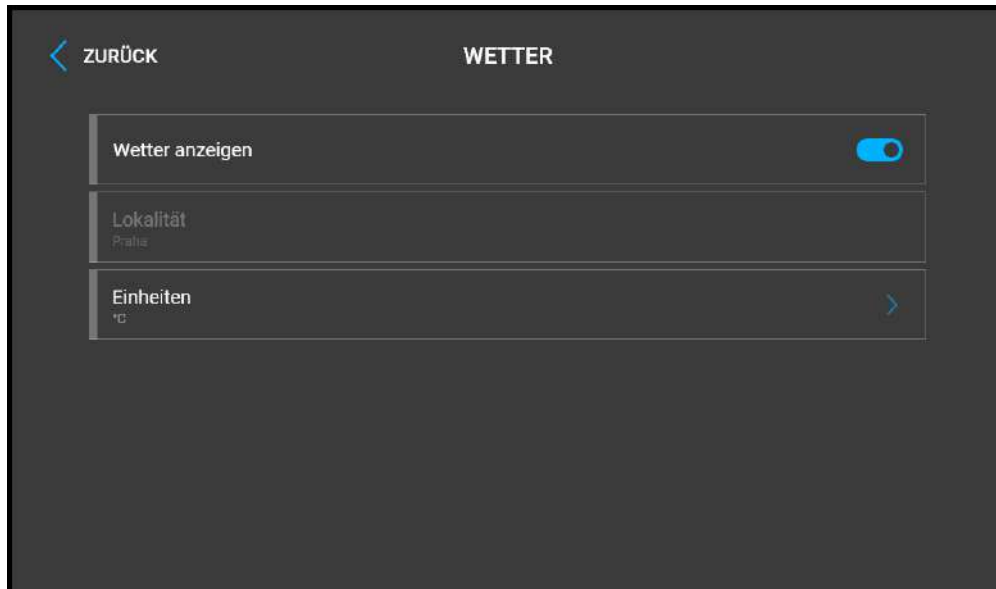 ZURÜCK
WETTER
Wetter anzeigen
Lokalität
Praha
Einheiten
°C